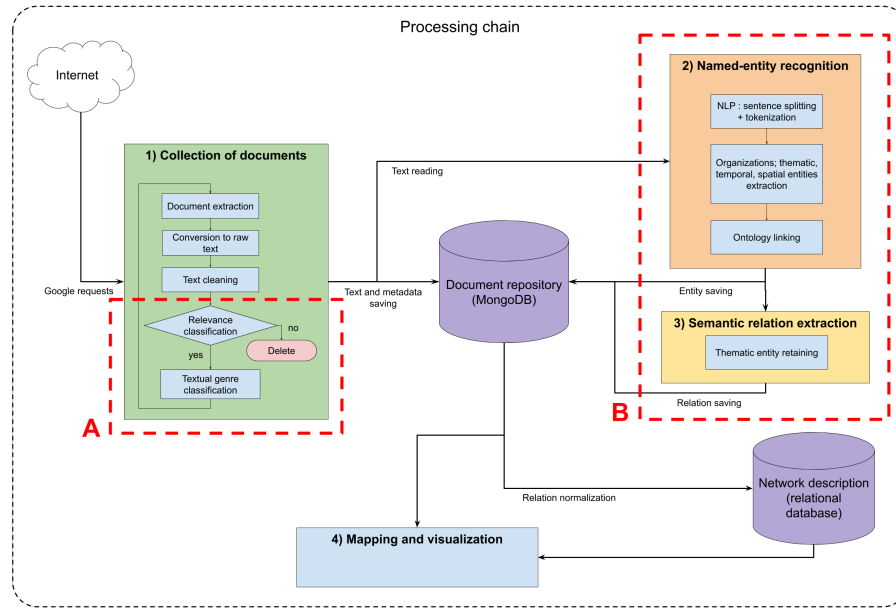 Processing chain
Internet
Google requests
1) Collection of documents
Document extraction
Conversion to raw
text
Text cleaning
Relevance
classification
no
Delete
yes
Textual genre
classification
A
Text reading
Text and metadata
saving
Document repository
(MongoDB)
2) Named-entity recognition
NLP : sentence splitting
+ tokenization
Organizations; thematic,
temporal, spatial entities
extraction
Ontology linking
Entity saving
3) Semantic relation extraction
Thematic entity retaining
Relation saving
B
Relation normalization
Network description
(relational
database)
4) Mapping and visualization